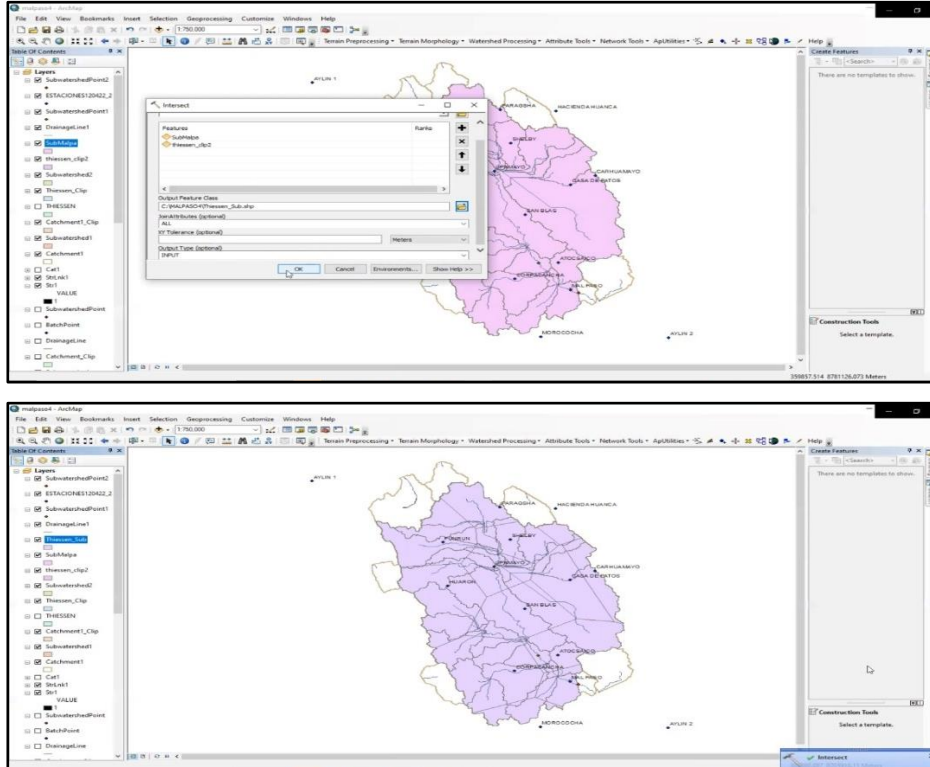 malpaso4 - ArcMap
File Edit View Bookmarks Insert Selection Geoprocessing Customize Windows Help
1:750,000
Terrain Preprocessing Terrain Morphology Watershed Processing Attribute Tools Network Tools ApUtilities Help
Table Of Contents
Layers
SubwatershedPoint2
ESTACIONES120422_2
SubwatershedPoint1
DrainageLine1
SubMalpa
thiessen_clip2
Subwatershed2
Thiessen_Clip
THIESSEN
Catchment1_Clip
Subwatershed1
Catchment1
Cat1
StrLnk1
Str1
VALUE
1
SubwatershedPoint
BatchPoint
DrainageLine
Catchment_Clip
Intersect
Features Ranks
SubMalpa
thiessen_clip2
Output Feature Class
C:\MALPASO4\Thiessen_Sub.shp
JoinAttributes (optional)
ALL
XY Tolerance (optional)
Meters
Output Type (optional)
INPUT
OK Cancel Environments... Show Help >>
AYLIN 1
PARAGSHA
HACIENDA HUANCA
SHELBY
UPAMAYO
CARHUAMAYO
CASA DE PATOS
SAN BLAS
ATOCSAICO
CORPACANCHA
MALPASO
MOROCOCHA
AYLIN 2
Create Features
<Search>
There are no templates to show.
Construction Tools
Select a template.
359857.514 8781126.073 Meters
malpaso4 - ArcMap
File Edit View Bookmarks Insert Selection Geoprocessing Customize Windows Help
1:750,000
Terrain Preprocessing Terrain Morphology Watershed Processing Attribute Tools Network Tools ApUtilities Help
Table Of Contents
Layers
SubwatershedPoint2
ESTACIONES120422_2
SubwatershedPoint1
DrainageLine1
Thiessen_Sub
SubMalpa
thiessen_clip2
Subwatershed2
Thiessen_Clip
THIESSEN
Catchment1_Clip
Subwatershed1
Catchment1
Cat1
StrLnk1
Str1
VALUE
1
SubwatershedPoint
BatchPoint
DrainageLine
AYLIN 1
PARAGSHA
HACIENDA HUANCA
PUNRUN
SHELBY
UPAMAYO
CARHUAMAYO
CASA DE PATOS
HUARON
SAN BLAS
ATOCSAICO
CORPACANCHA
MALPASO
MOROCOCHA
AYLIN 2
Create Features
<Search>
There are no templates to show.
Construction Tools
Select a template.
Intersect